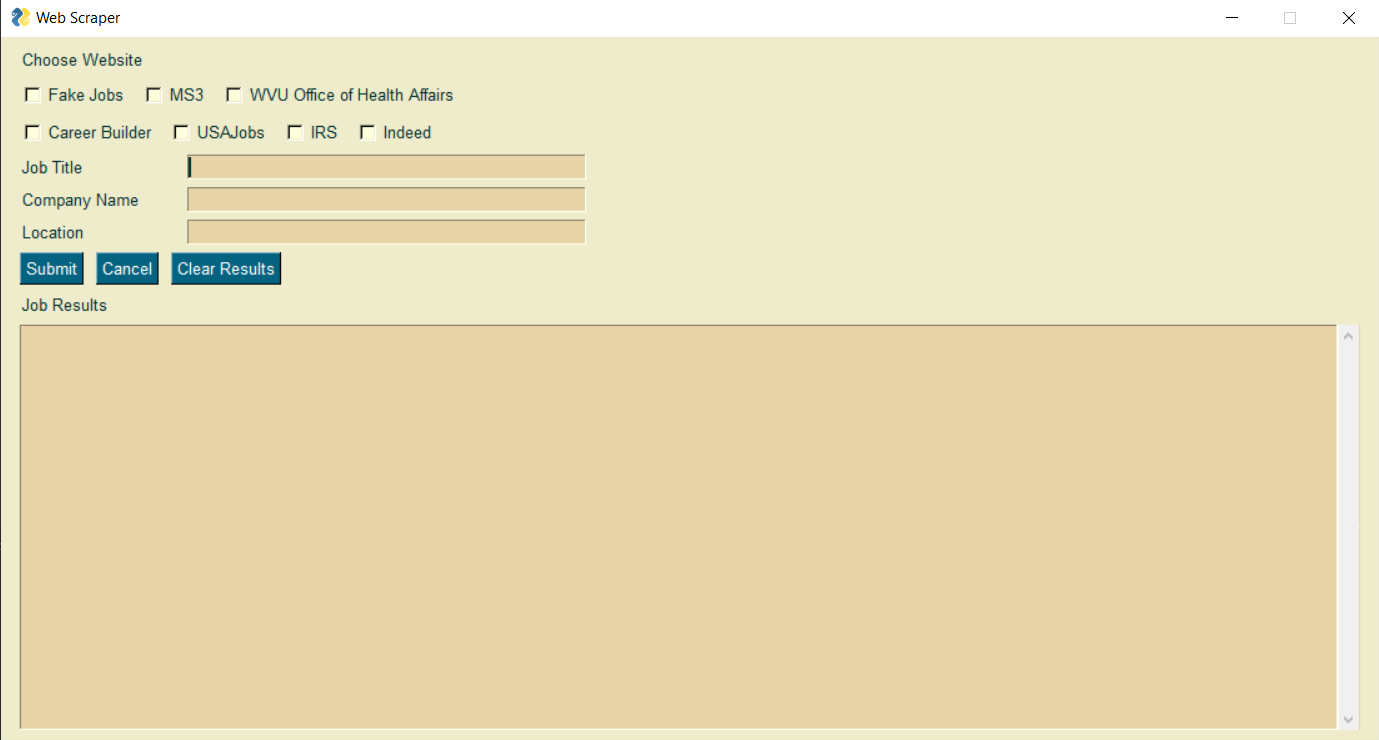 Web Scraper
Choose Website
Fake Jobs MS3 WVU Office of Health Affairs
Career Builder USAJobs IRS Indeed
Job Title
Company Name
Location
Submit Cancel Clear Results
Job Results